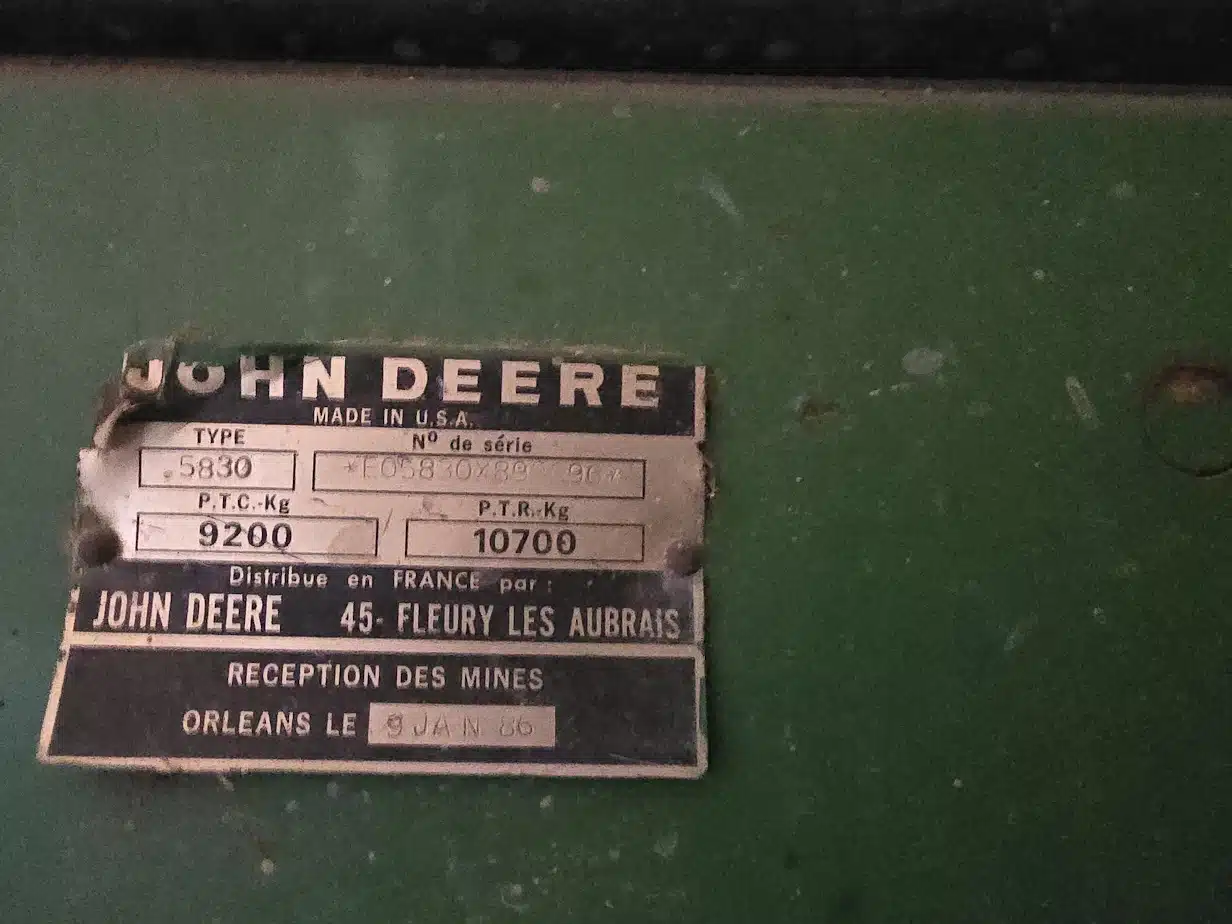 JOHN DEERE
MADE IN U.S.A.
TYPE Nº de série
5830
P.T.C.-Kg P.T.R.-Kg
9200 10700
Distribue en FRANCE par :
JOHN DEERE 45- FLEURY LES AUBRAIS
RECEPTION DES MINES
ORLEANS LE 9 JAN 86